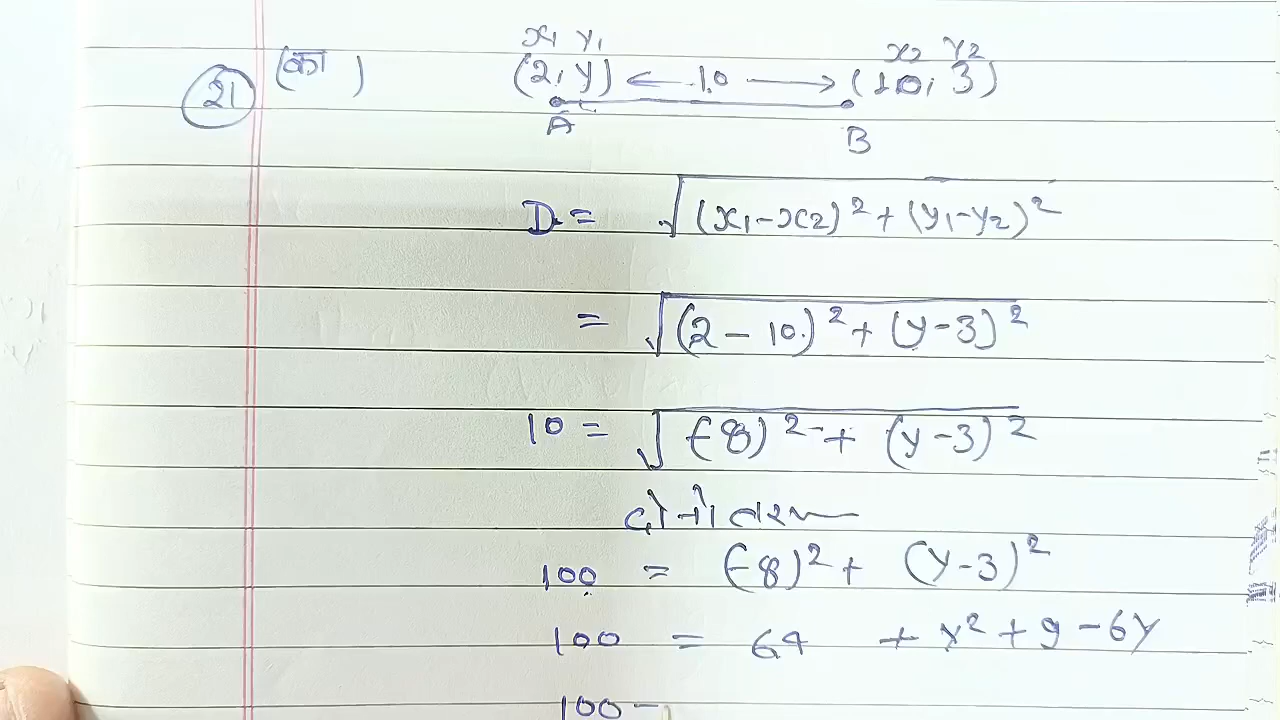 x1 y1 x2 y2
21 (का) (2, y) ← 10 → (10, 3)
A B
D = √(x1-x2)² + (y1-y2)²
= √(2 - 10)² + (y-3)²
10 = √(-8)² + (y-3)²
दोनों तरफ
100 = (-8)² + (y-3)²
100 = 64 + y² + 9 - 6y
100 -